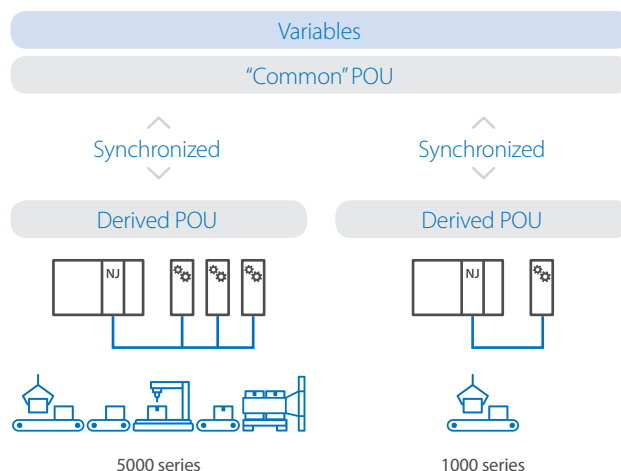 Variables
“Common” POU
Synchronized
Synchronized
Derived POU
Derived POU
NJ
NJ
5000 series
1000 series